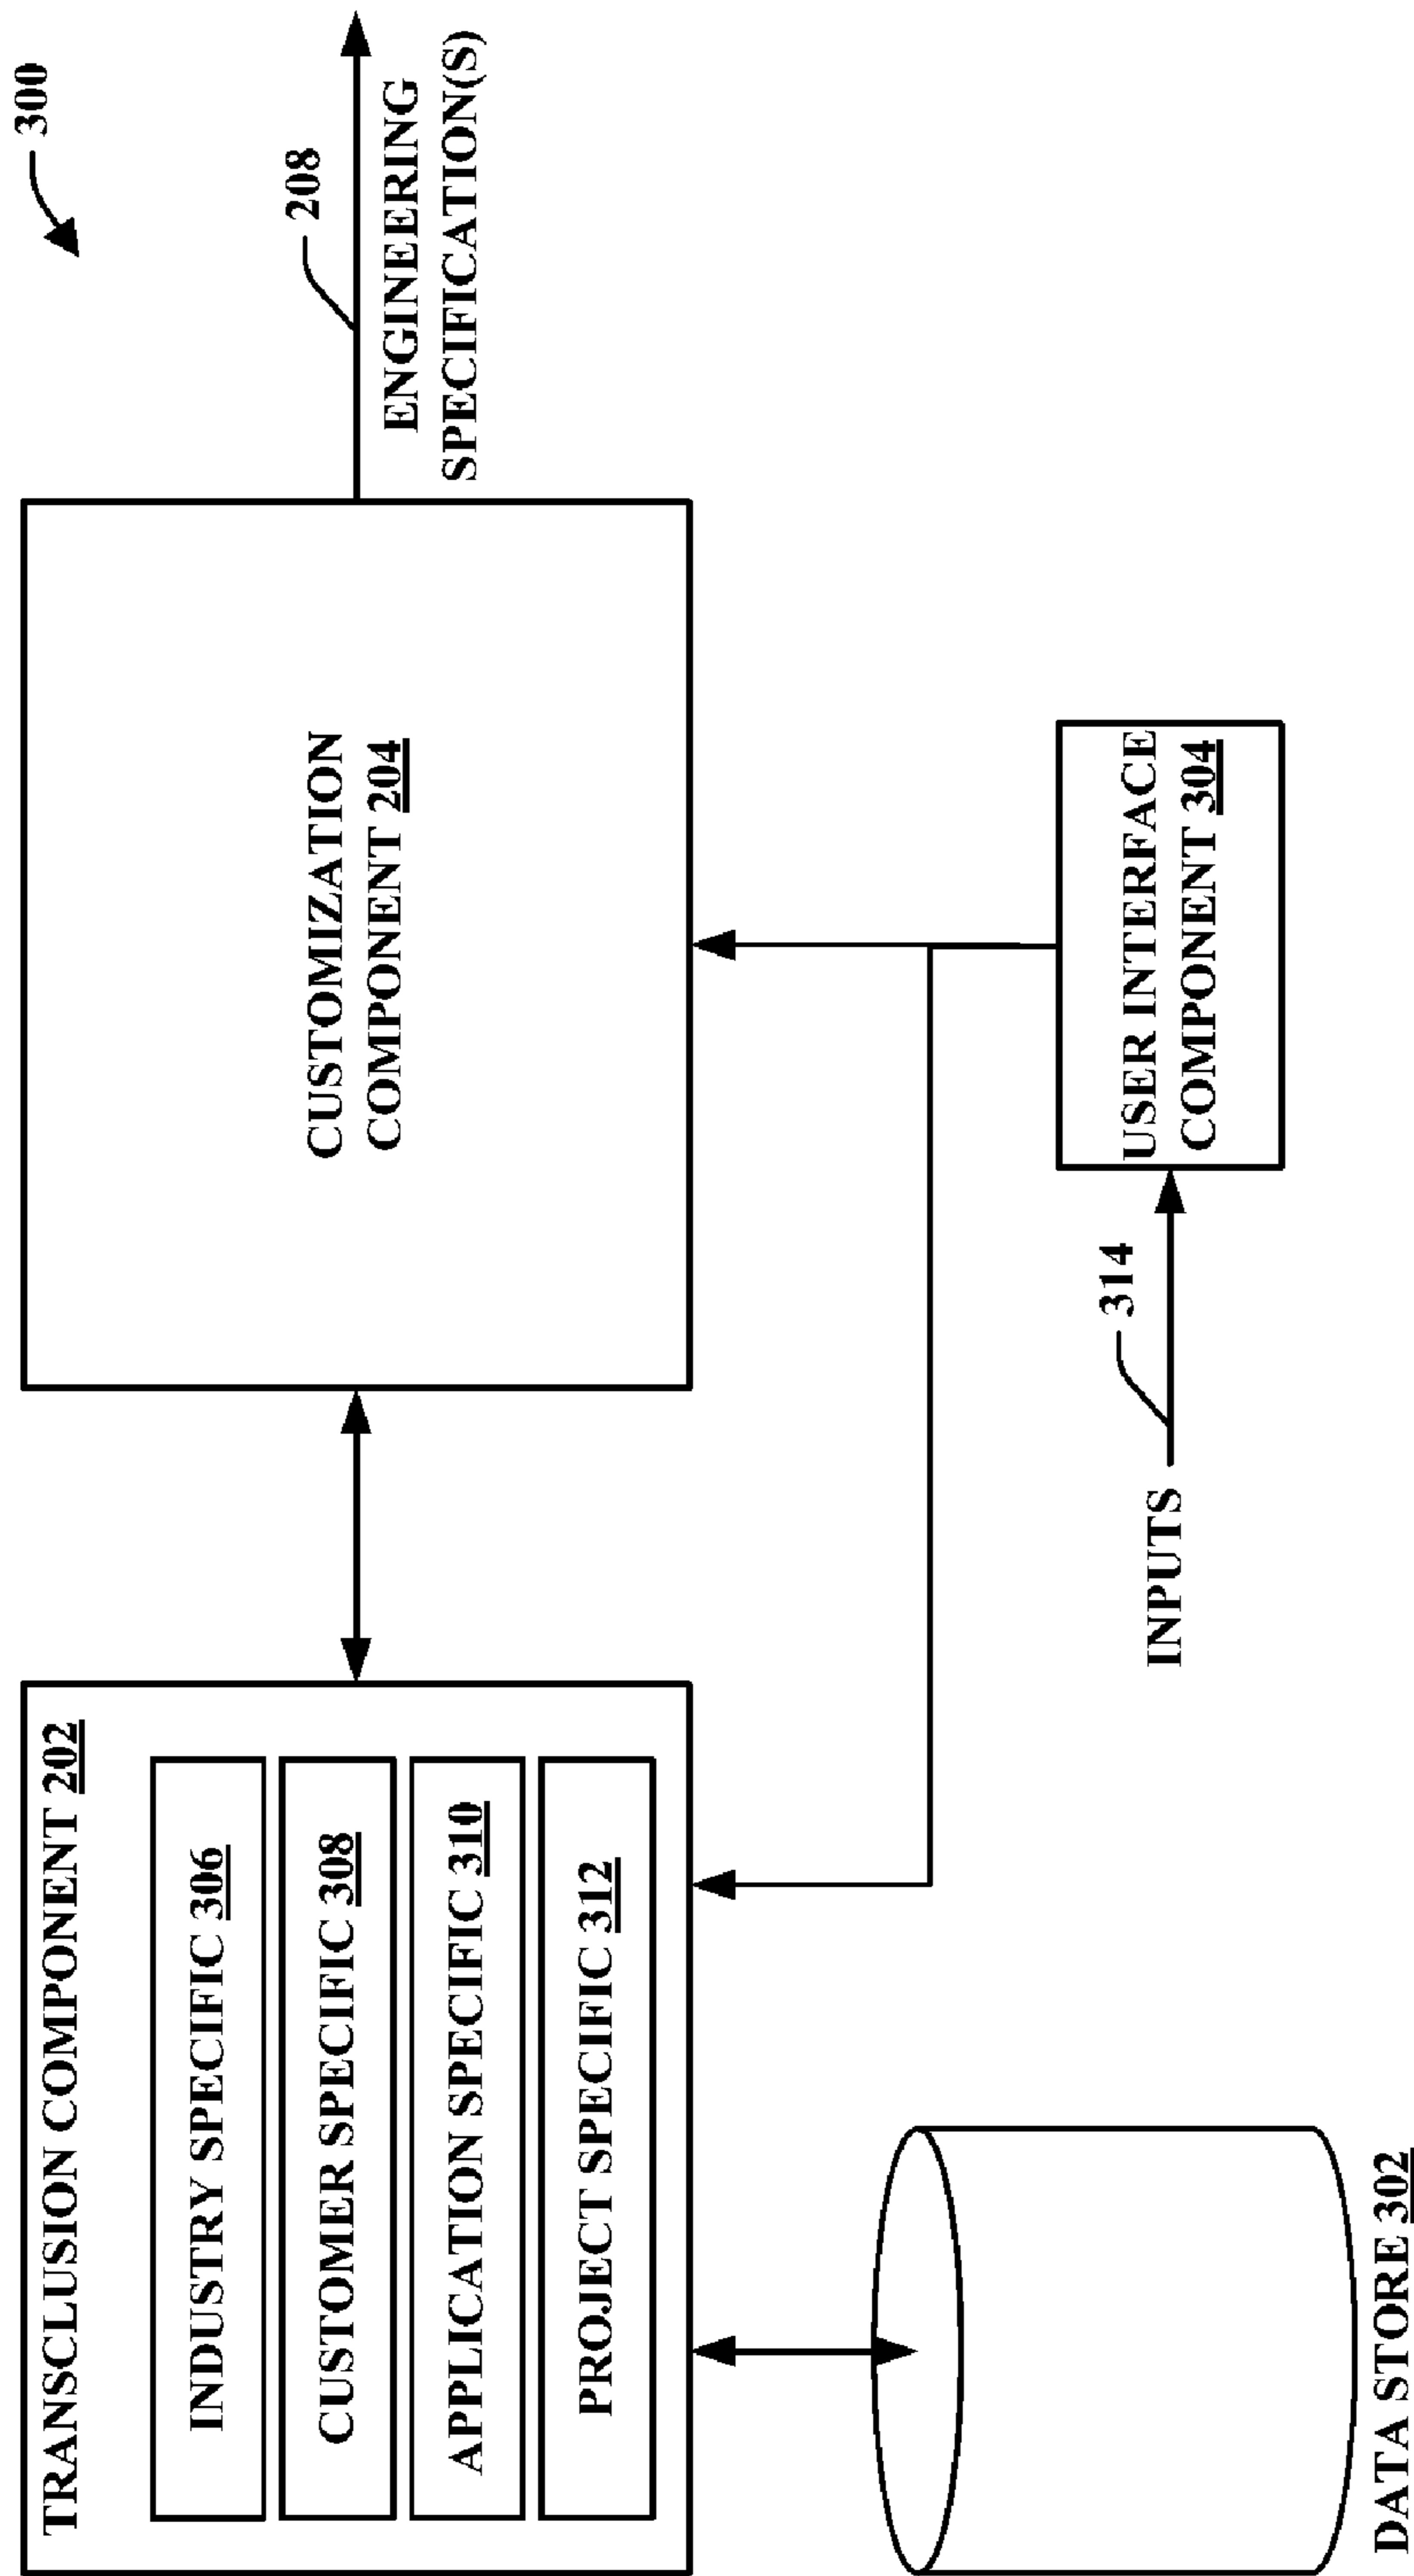 300
TRANSCLUSION COMPONENT 202
INDUSTRY SPECIFIC 306
CUSTOMER SPECIFIC 308
APPLICATION SPECIFIC 310
PROJECT SPECIFIC 312
CUSTOMIZATION
COMPONENT 204
208
ENGINEERING
SPECIFICATION(S)
DATA STORE 302
INPUTS
314
USER INTERFACE
COMPONENT 304